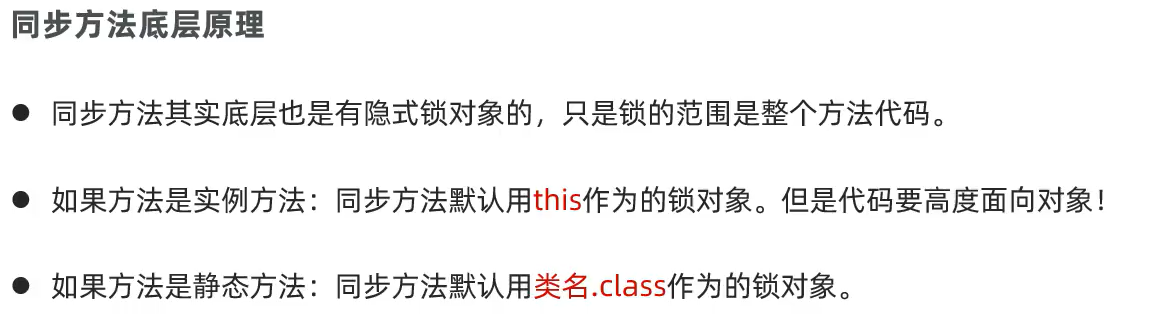 同步方法底层原理
● 同步方法其实底层也是有隐式锁对象的，只是锁的范围是整个方法代码。
● 如果方法是实例方法：同步方法默认用this作为的锁对象。但是代码要高度面向对象！
● 如果方法是静态方法：同步方法默认用类名.class作为的锁对象。